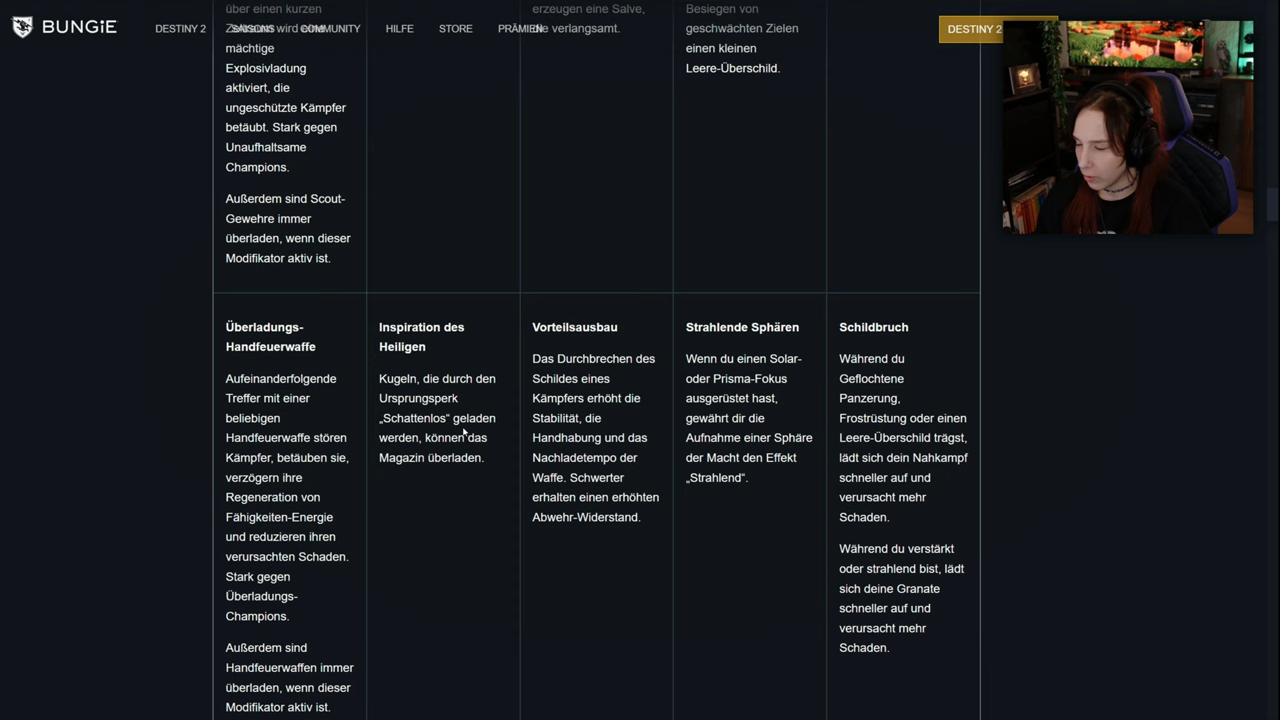 BUNGIE
DESTINY 2
SEASONS
COMMUNITY
HILFE
STORE
PRÄMIEN
DESTINY 2
über einen kurzen
wird
mächtige
Explosivladung
aktiviert, die
ungeschützte Kämpfer
betäubt. Stark gegen
Unaufhaltsame
Champions.
Außerdem sind Scout-
Gewehre immer
überladen, wenn dieser
Modifikator aktiv ist.
erzeugen eine Salve,
die verlangsamt.
Besiegen von
geschwächten Zielen
einen kleinen
Leere-Überschild.
Überladungs-
Handfeuerwaffe
Aufeinanderfolgende
Treffer mit einer
beliebigen
Handfeuerwaffe stören
Kämpfer, betäuben sie,
verzögern ihre
Regeneration von
Fähigkeiten-Energie
und reduzieren ihren
verursachten Schaden.
Stark gegen
Überladungs-
Champions.
Außerdem sind
Handfeuerwaffen immer
überladen, wenn dieser
Modifikator aktiv ist.
Inspiration des
Heiligen
Kugeln, die durch den
Ursprungsperk
„Schattenlos“ geladen
werden, können das
Magazin überladen.
Vorteilsausbau
Das Durchbrechen des
Schildes eines
Kämpfers erhöht die
Stabilität, die
Handhabung und das
Nachladetempo der
Waffe. Schwerter
erhalten einen erhöhten
Abwehr-Widerstand.
Strahlende Sphären
Wenn du einen Solar-
oder Prisma-Fokus
ausgerüstet hast,
gewährt dir die
Aufnahme einer Sphäre
der Macht den Effekt
„Strahlend“.
Schildbruch
Während du
Geflochtene
Panzerung,
Frostrüstung oder einen
Leere-Überschild trägst,
lädt sich dein Nahkampf
schneller auf und
verursacht mehr
Schaden.
Während du verstärkt
oder strahlend bist, lädt
sich deine Granate
schneller auf und
verursacht mehr
Schaden.